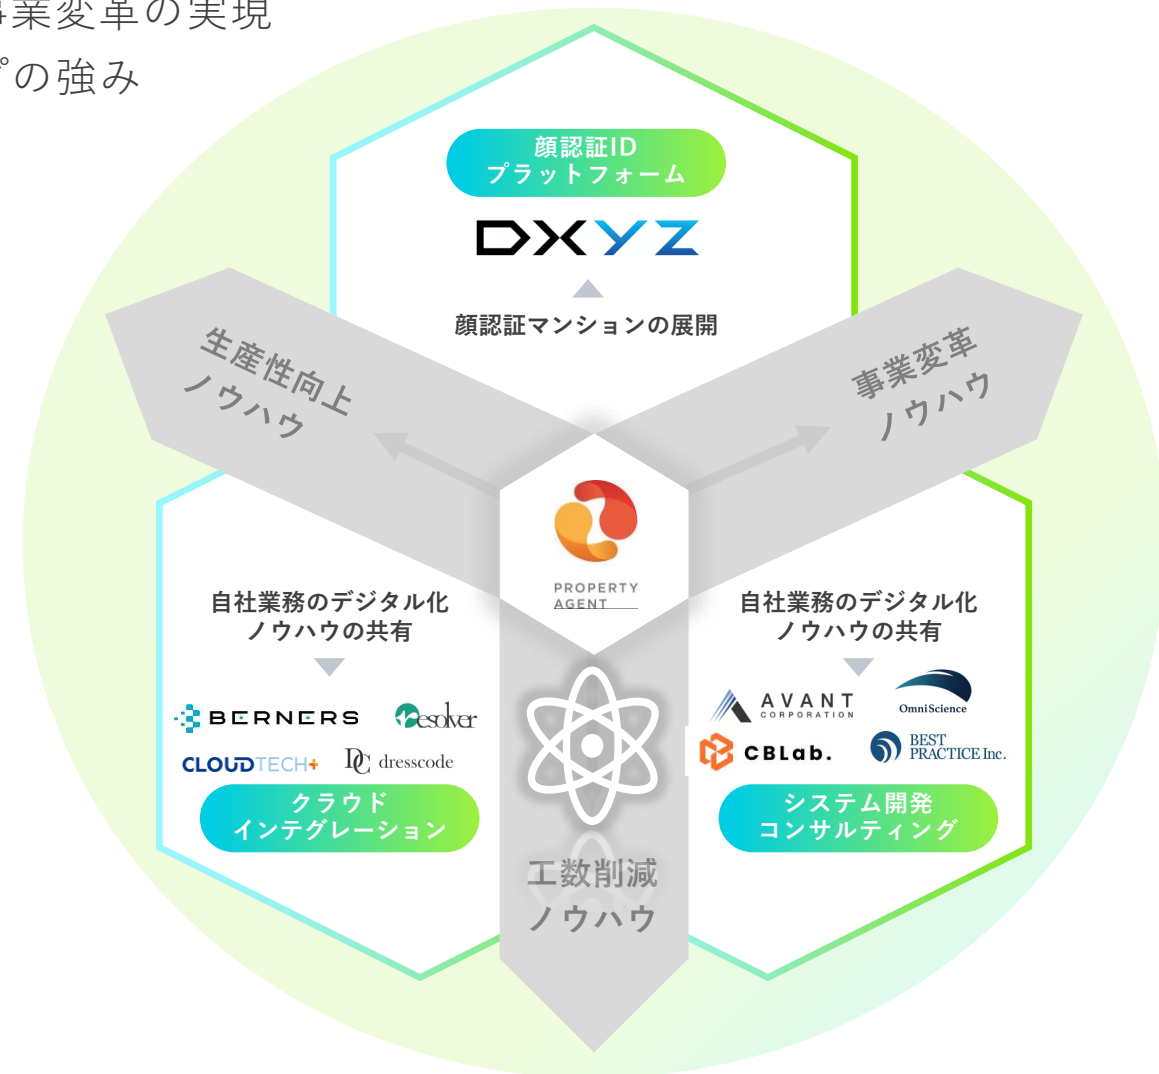 事業変革の実現
プの強み
顔認証ID
プラットフォーム
DXYZ
顔認証マンションの展開
生産性向上
ノウハウ
事業変革
ノウハウ
PROPERTY
AGENT
自社業務のデジタル化
ノウハウの共有
BERNERS
Resolver
CLOUDTECH+
DC dresscode
クラウド
インテグレーション
自社業務のデジタル化
ノウハウの共有
AVANT
CORPORATION
OmniScience
CBLab.
BEST
PRACTICE Inc.
システム開発
コンサルティング
工数削減
ノウハウ